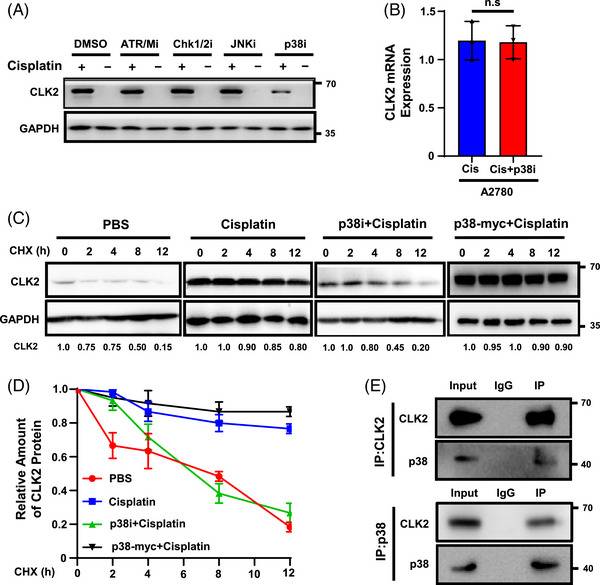 (A)
DMSO ATR/Mi Chk1/2i JNKi p38i
Cisplatin + − + − + − + − + −
CLK2
70
GAPDH
35
(B)
n.s
CLK2 mRNA
Expression
1.5
1.0
0.5
0.0
Cis Cis+p38i
A2780
(C)
PBS Cisplatin p38i+Cisplatin p38-myc+Cisplatin
CHX (h) 0 2 4 8 12 0 2 4 8 12 0 2 4 8 12 0 2 4 8 12
CLK2
70
GAPDH
35
CLK2 1.0 0.75 0.75 0.50 0.15 1.0 1.0 0.90 0.85 0.80 1.0 1.0 0.80 0.45 0.20 1.0 0.95 1.0 0.90 0.90
(D)
Relative Amount
of CLK2 Protein
1.0
0.8
0.6
0.4
0.2
0
PBS
Cisplatin
p38i+Cisplatin
p38-myc+Cisplatin
CHX (h) 0 2 4 6 8 10 12
(E)
Input IgG IP
70
IP:CLK2
CLK2
p38
40
Input IgG IP
70
IP:p38
CLK2
p38
40